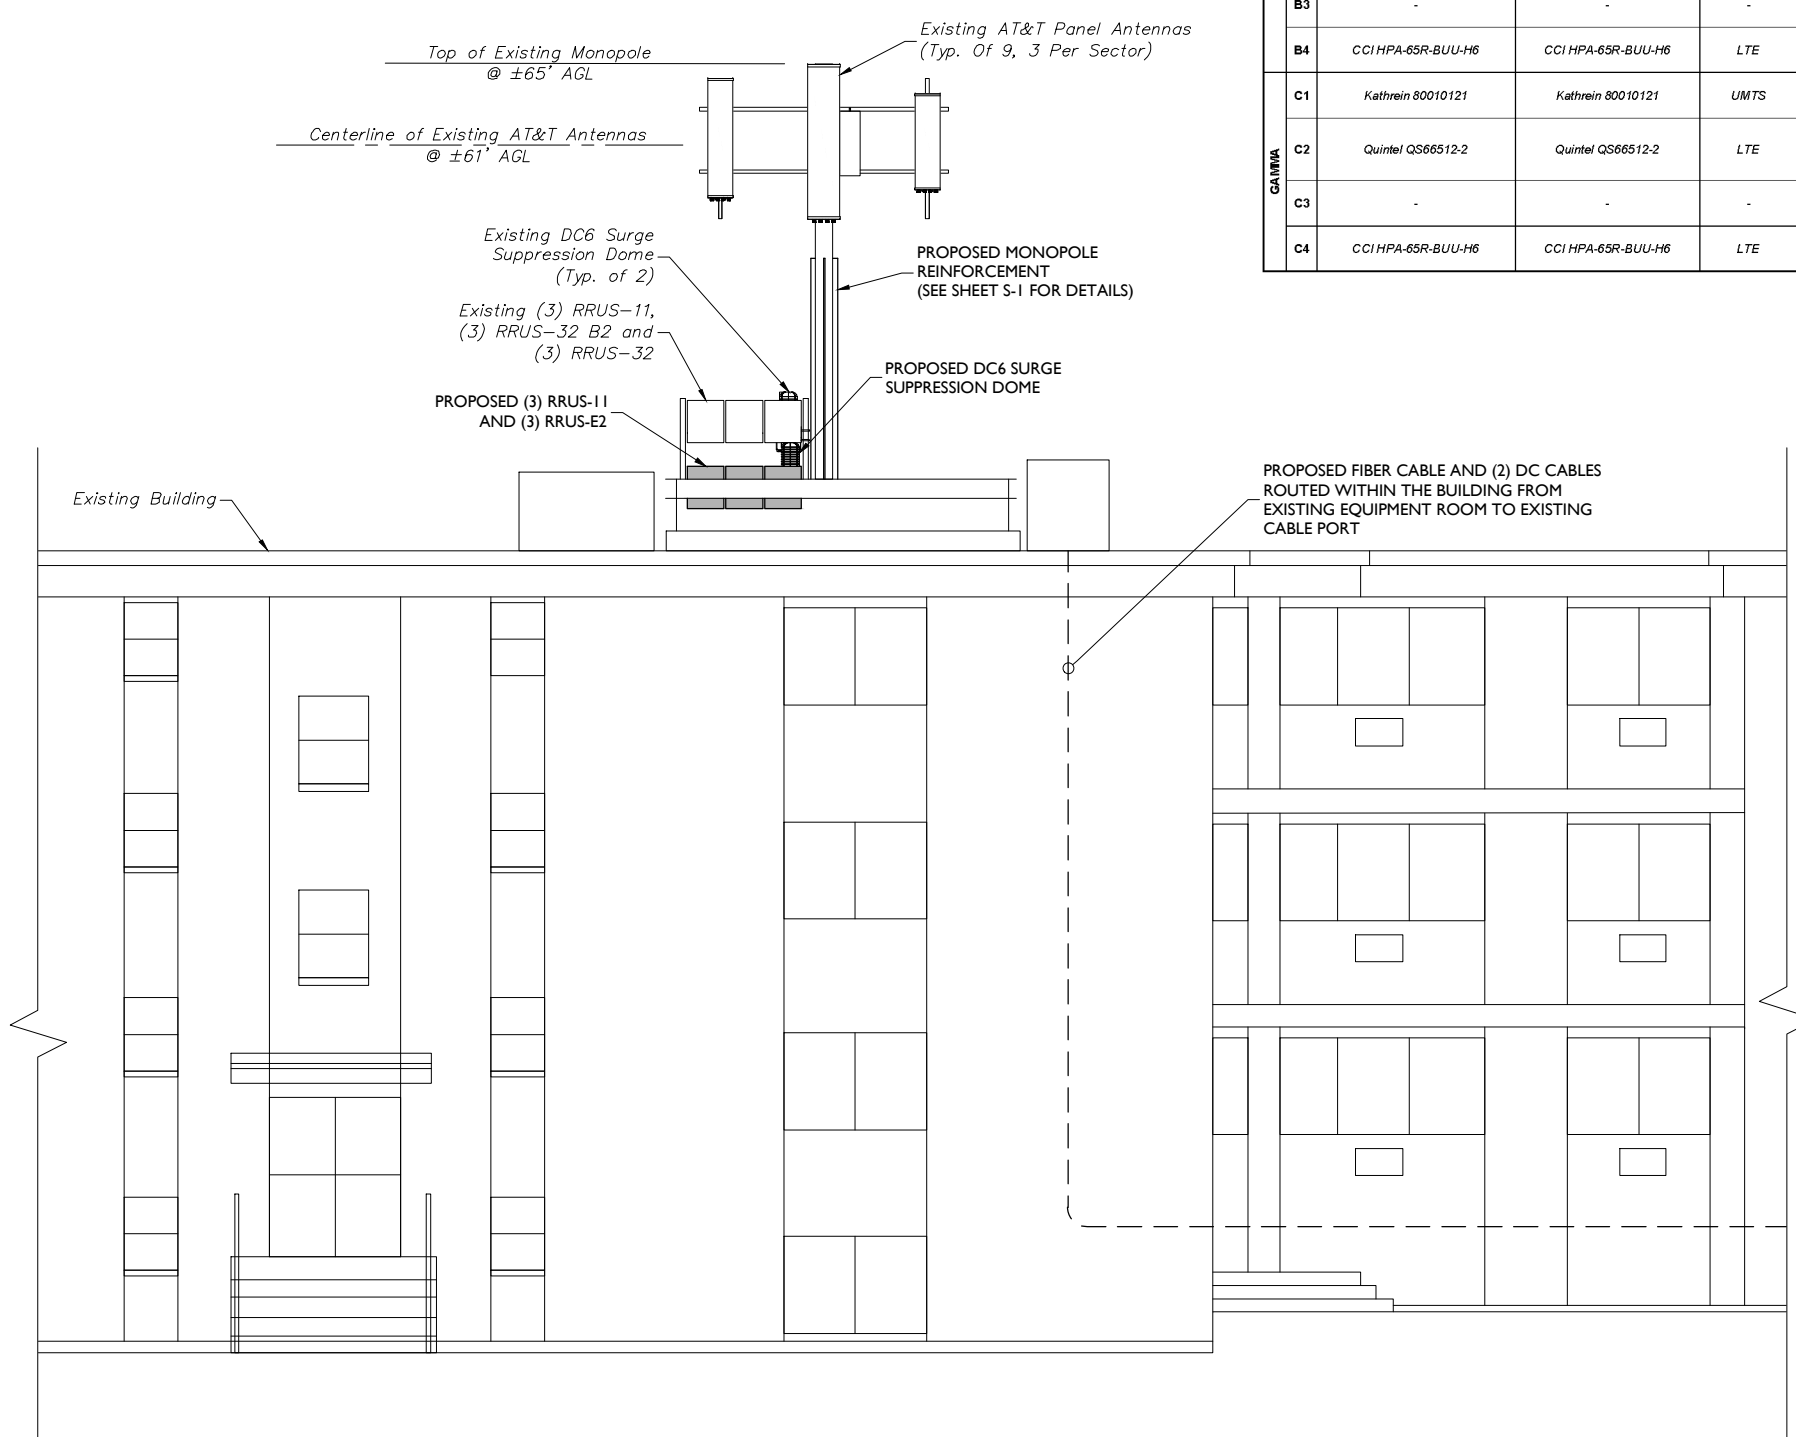 B3 - - -
B4 CCI HPA-65R-BUU-H6 CCI HPA-65R-BUU-H6 LTE
GAMMA
C1 Kathrein 80010121 Kathrein 80010121 UMTS
C2 Quintel QS66512-2 Quintel QS66512-2 LTE
C3 - - -
C4 CCI HPA-65R-BUU-H6 CCI HPA-65R-BUU-H6 LTE
Existing AT&T Panel Antennas
(Typ. Of 9, 3 Per Sector)
Top of Existing Monopole
@ ±65' AGL
Centerline of Existing AT&T Antennas
@ ±61' AGL
Existing DC6 Surge
Suppression Dome
(Typ. of 2)
PROPOSED MONOPOLE
REINFORCEMENT
(SEE SHEET S-1 FOR DETAILS)
Existing (3) RRUS-11,
(3) RRUS-32 B2 and
(3) RRUS-32
PROPOSED DC6 SURGE
SUPPRESSION DOME
PROPOSED (3) RRUS-11
AND (3) RRUS-E2
Existing Building
PROPOSED FIBER CABLE AND (2) DC CABLES
ROUTED WITHIN THE BUILDING FROM
EXISTING EQUIPMENT ROOM TO EXISTING
CABLE PORT